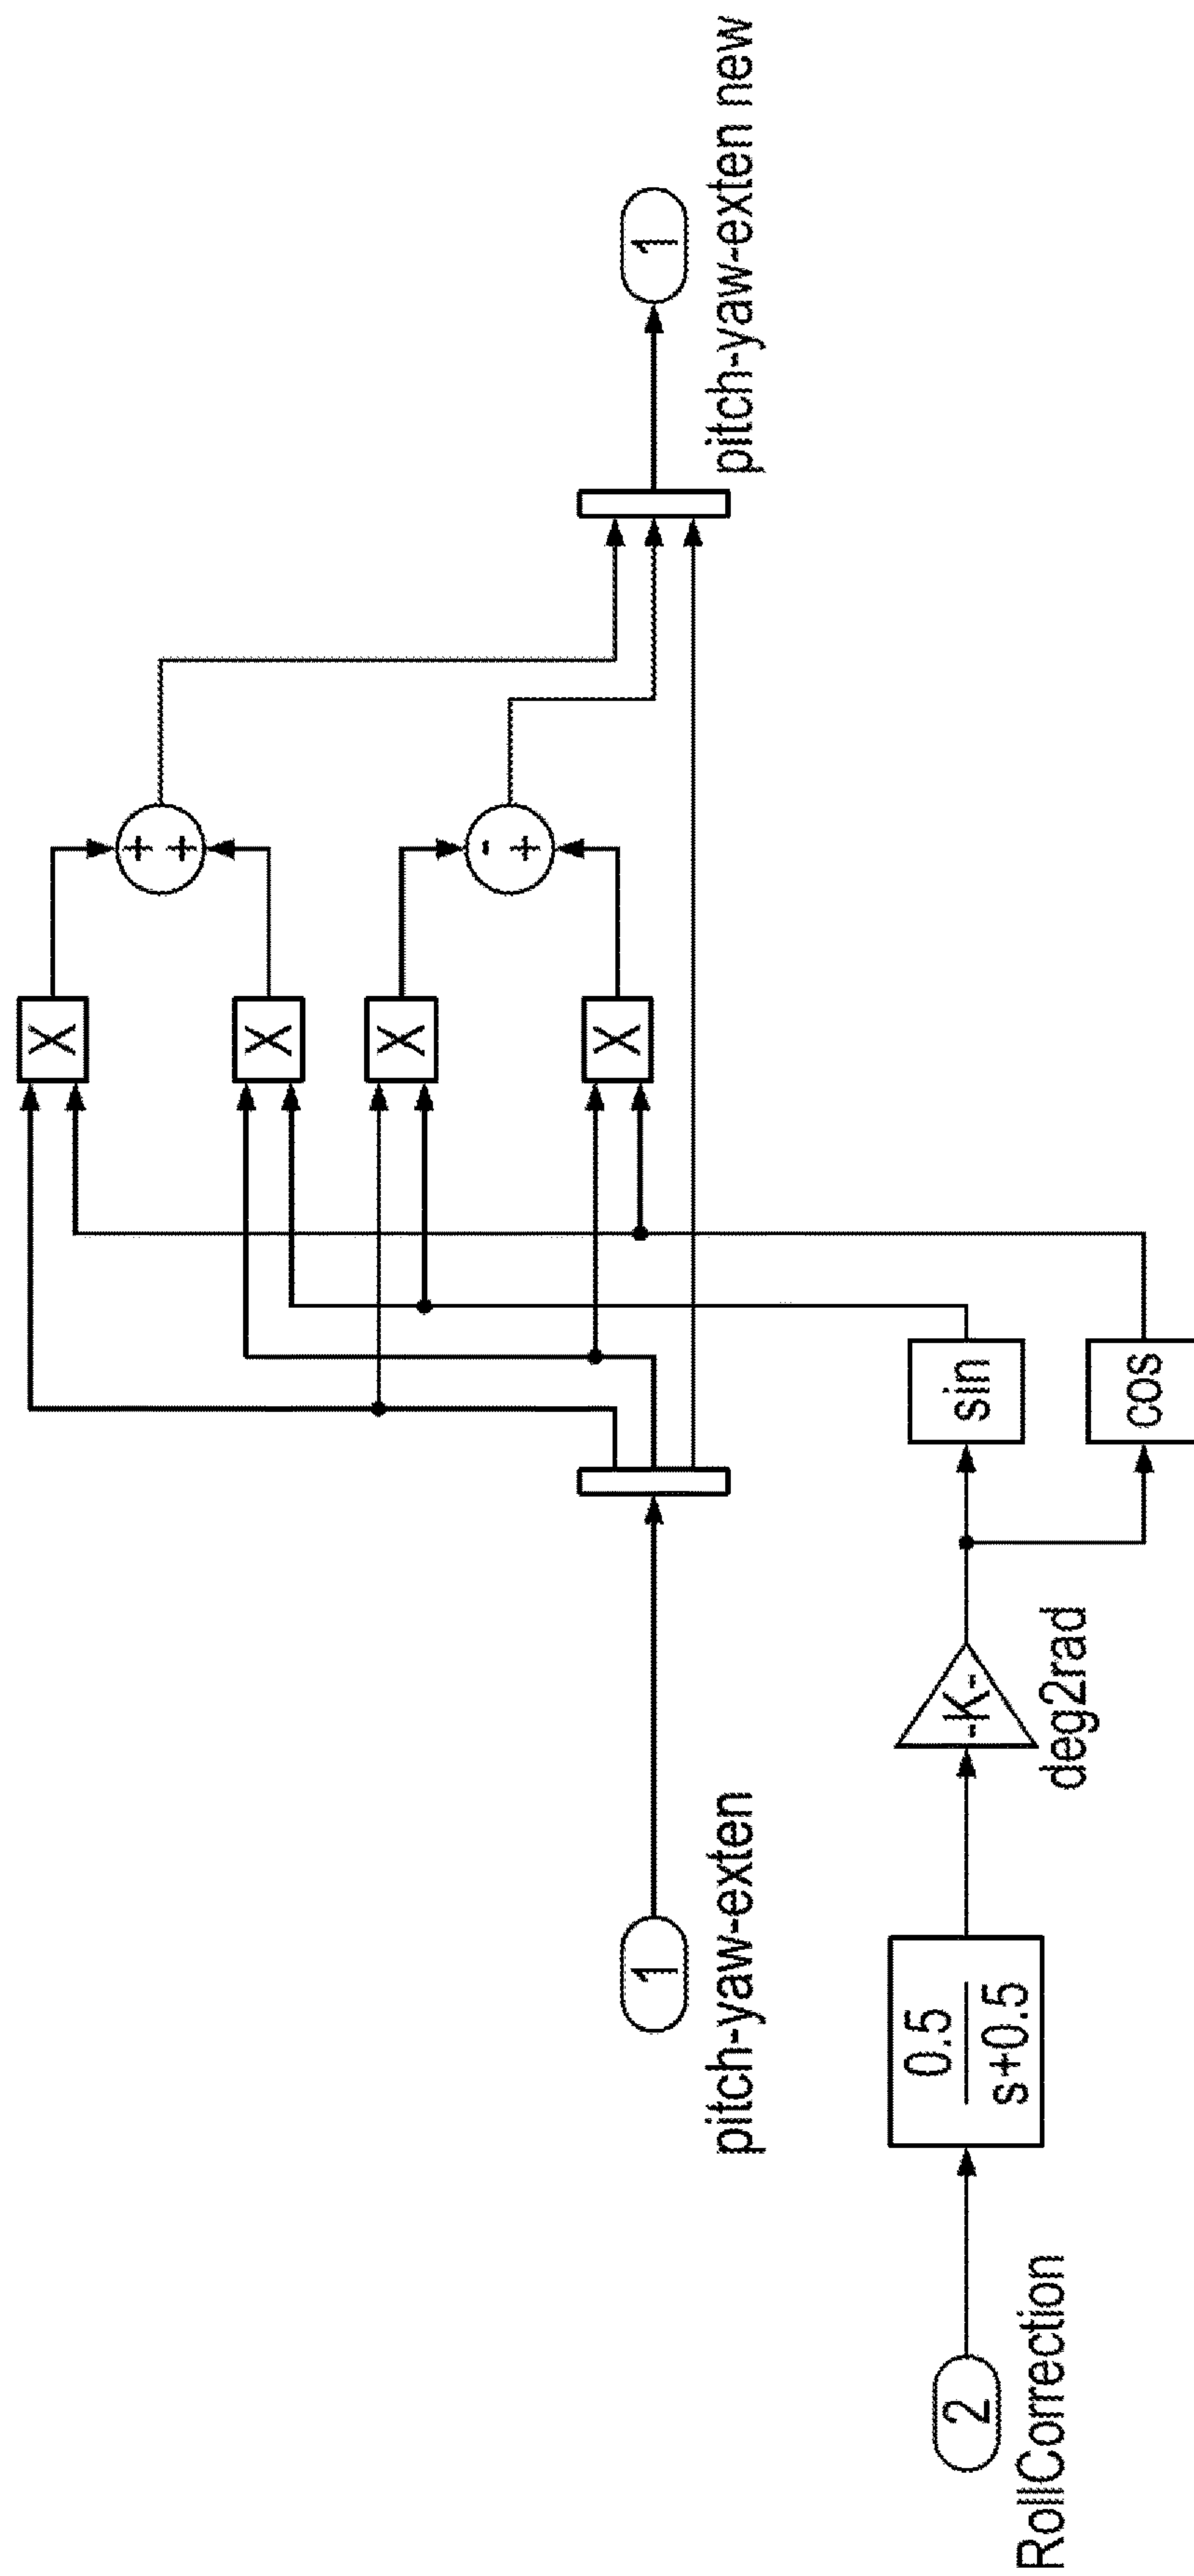 X
+
+
X
X
-
+
X
1
pitch-yaw-exten
1
pitch-yaw-exten new
2
RollCorrection
0.5
s+0.5
-K-
deg2rad
sin
cos